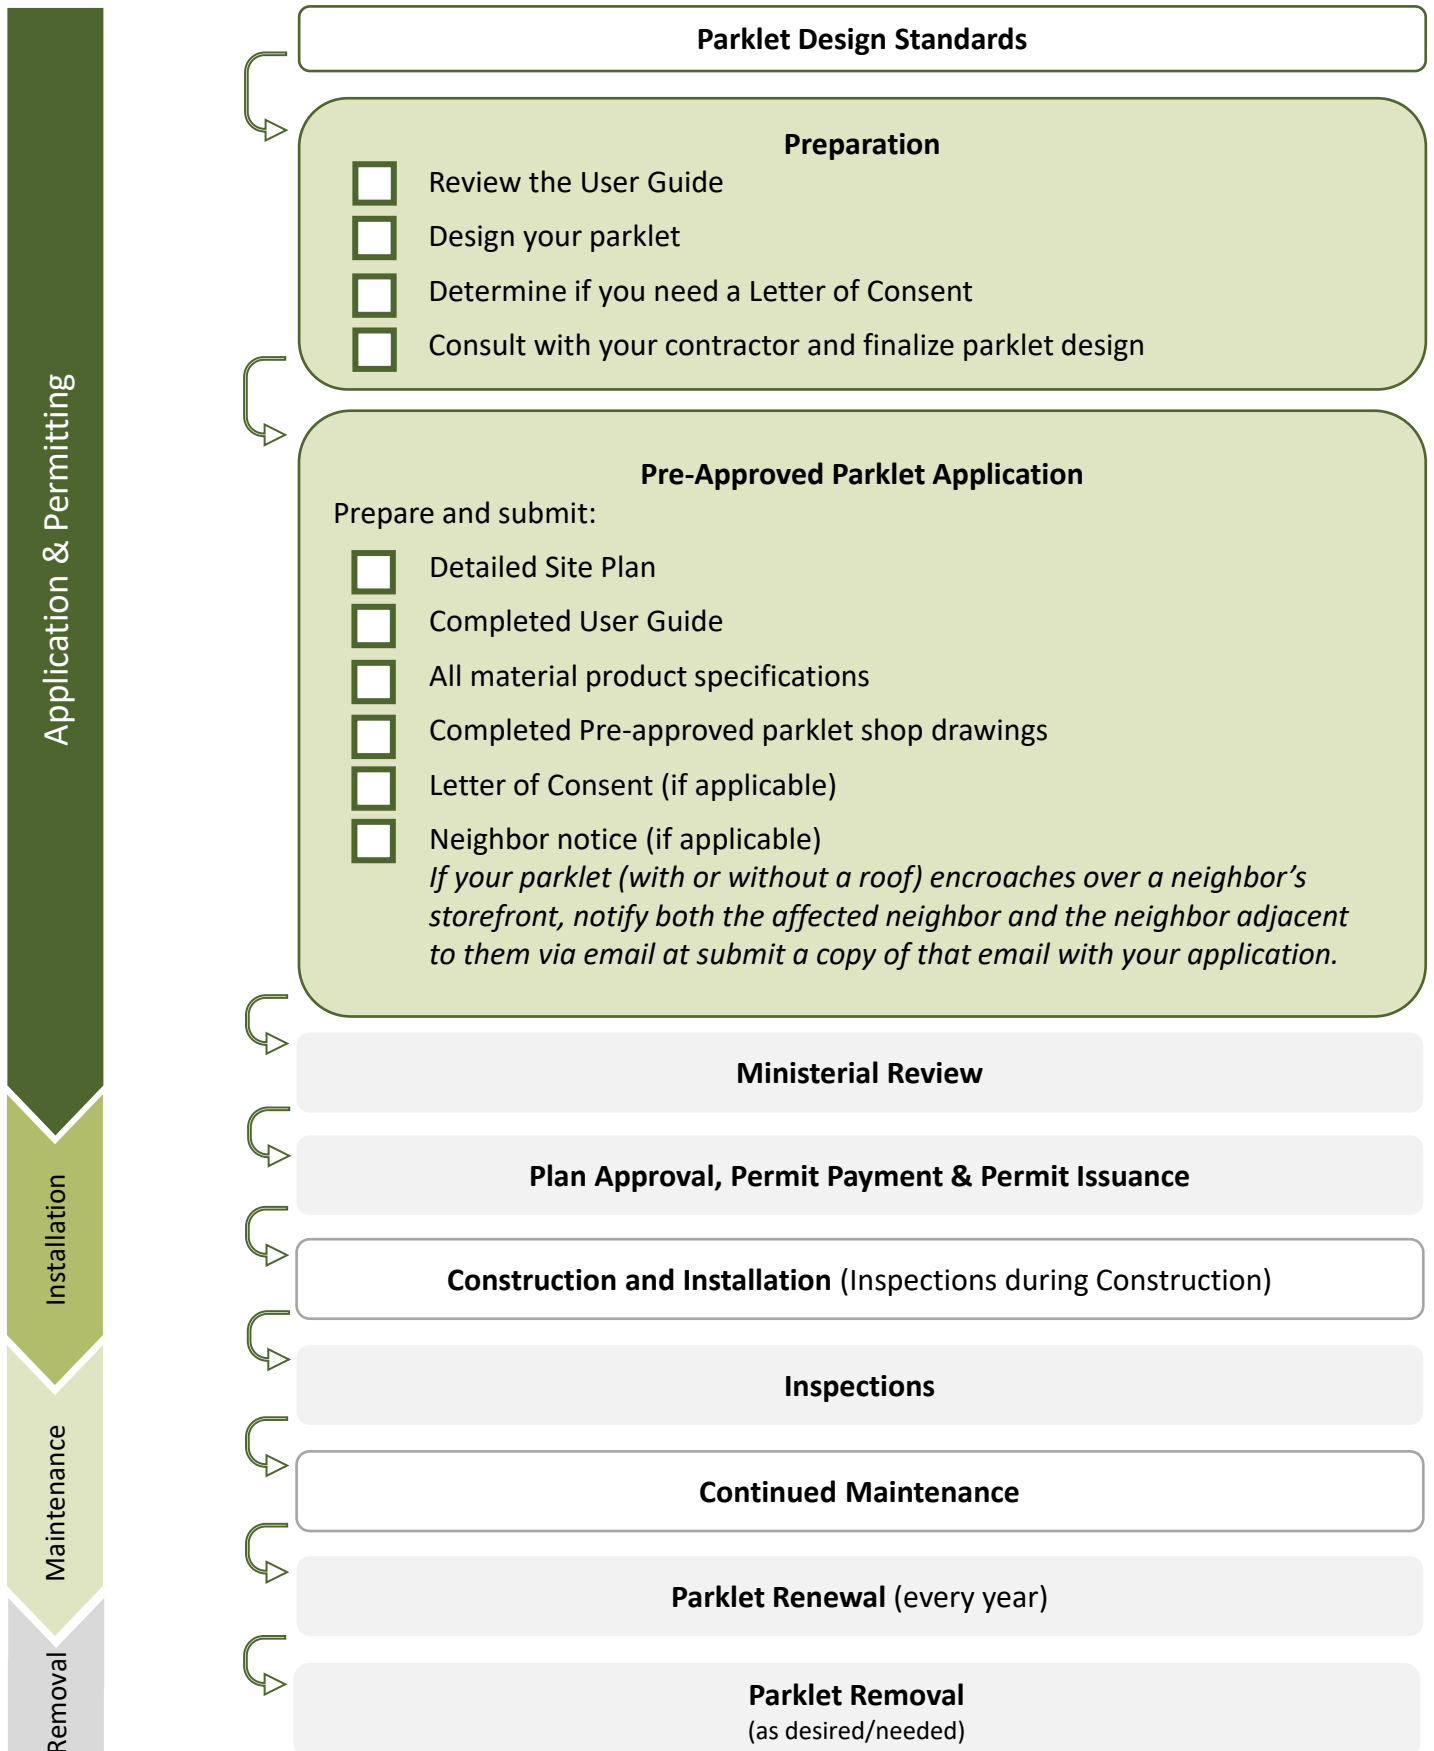 Application & Permitting
Installation
Maintenance
Removal
Parklet Design Standards
Preparation
Review the User Guide
Design your parklet
Determine if you need a Letter of Consent
Consult with your contractor and finalize parklet design
Pre-Approved Parklet Application
Prepare and submit:
Detailed Site Plan
Completed User Guide
All material product specifications
Completed Pre-approved parklet shop drawings
Letter of Consent (if applicable)
Neighbor notice (if applicable)
If your parklet (with or without a roof) encroaches over a neighbor’s
storefront, notify both the affected neighbor and the neighbor adjacent
to them via email at submit a copy of that email with your application.
Ministerial Review
Plan Approval, Permit Payment & Permit Issuance
Construction and Installation (Inspections during Construction)
Inspections
Continued Maintenance
Parklet Renewal (every year)
Parklet Removal
(as desired/needed)